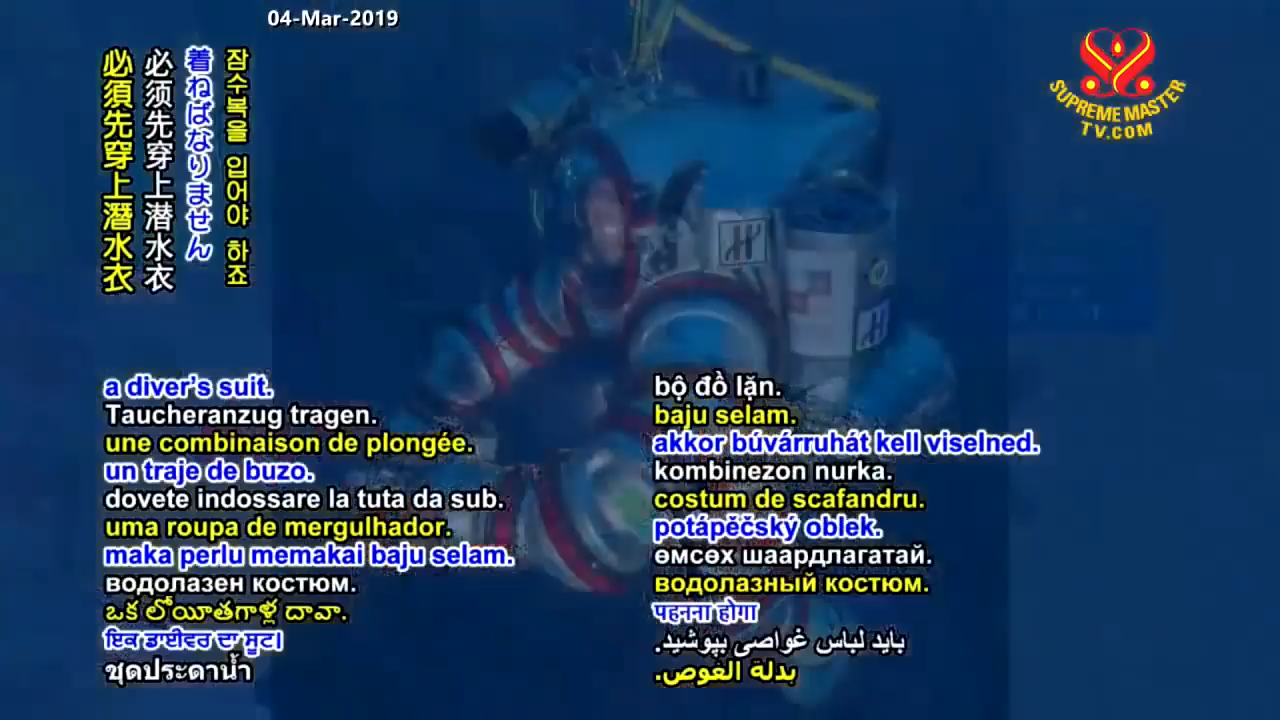 04-Mar-2019
SUPREME MASTER
TV.COM
必須先穿上潛水衣
必须先穿上潜水衣
着ねばなりません
잠수복을 입어야 하죠
a diver's suit.
Taucheranzug tragen.
une combinaison de plongée.
un traje de buzo.
dovete indossare la tuta da sub.
uma roupa de mergulhador.
maka perlu memakai baju selam.
водолазен костюм.
ఒక లోయీతగాళ్ల దావా.
ਇਕ ਡਾਈਵਰ ਦਾ ਸੂਟ।
ชุดประดาน้ำ
bộ đồ lặn.
baju selam.
akkor búvárruhát kell viselned.
kombinezon nurka.
costum de scafandru.
potápěčský oblek.
өмсөх шаардлагатай.
водолазный костюм.
पहनना होगा
باید لباس غواصی بپوشید.
بدلة الغوص.
H
H